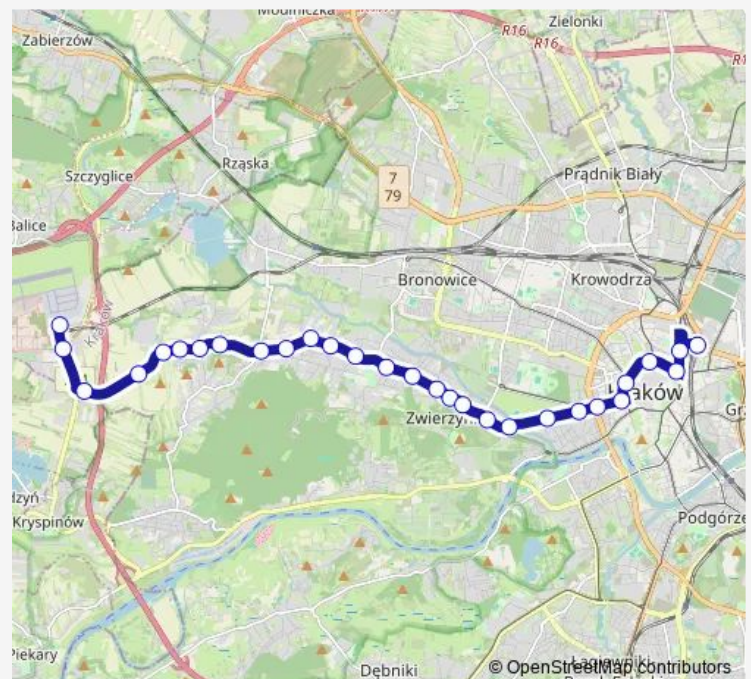 Modlniczka
Zabierzów
R16
R16
Zielonki
R1
Rząska
Szczyglice
7
79
Prądnik Biały
Balice
Bronowice
Krowodrza
Kraków
Zwierzyn
Kryspinów
Podgórze
Piekary
Dębniki
© OpenStreetMap contributors